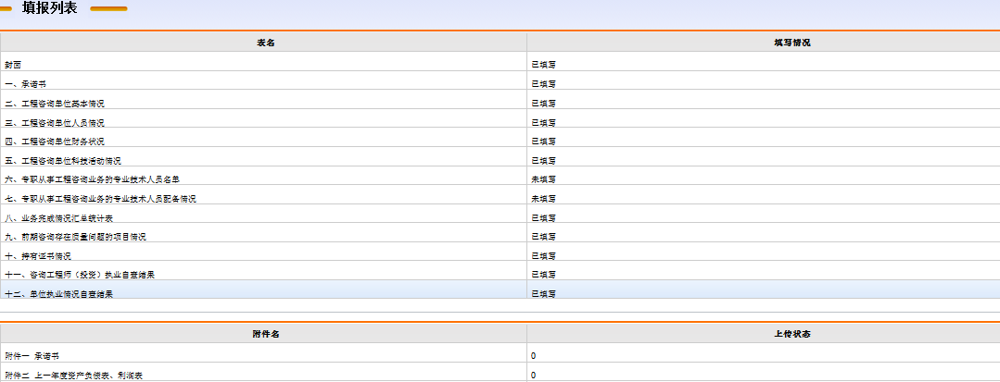 填报列表
表名 填写情况
封面 已填写
一、承诺书 已填写
二、工程咨询单位基本情况 已填写
三、工程咨询单位人员情况 已填写
四、工程咨询单位财务状况 已填写
五、工程咨询单位科技活动情况 已填写
六、专职从事工程咨询业务的专业技术人员名单 未填写
七、专职从事工程咨询业务的专业技术人员配备情况 未填写
八、业务完成情况汇总统计表 已填写
九、前期咨询存在质量问题的项目情况 已填写
十、持有证书情况 已填写
十一、咨询工程师（投资）执业自查结果 已填写
十二、单位执业情况自查结果 已填写
附件名 上传状态
附件一 承诺书 0
附件二 上一年度资产负债表、利润表 0